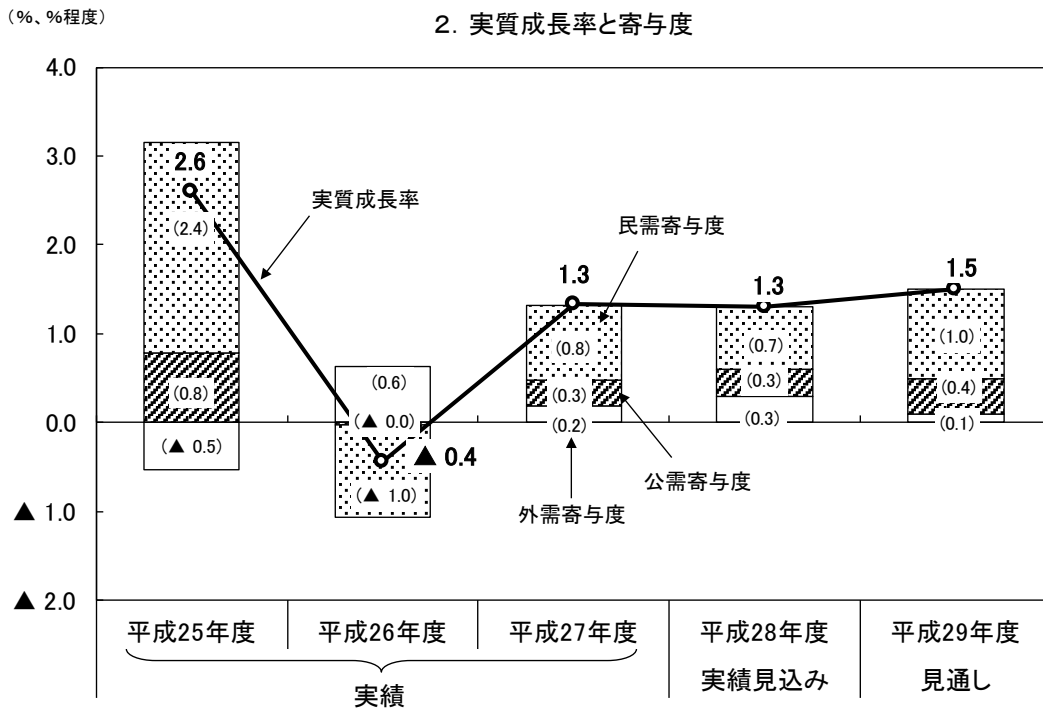 （％、％程度）
２．実質成長率と寄与度
4.0
3.0
2.0
1.0
0.0
▲ 1.0
▲ 2.0
2.6
（2.4）
（0.8）
（▲ 0.5）
実質成長率
（0.6）
（▲ 0.0）
▲ 0.4
（▲ 1.0）
1.3
（0.8）
（0.3）
（0.2）
民需寄与度
公需寄与度
外需寄与度
1.3
（0.7）
（0.3）
（0.3）
1.5
（1.0）
（0.4）
（0.1）
平成25年度
平成26年度
平成27年度
平成28年度
平成29年度
実績
実績見込み
見通し